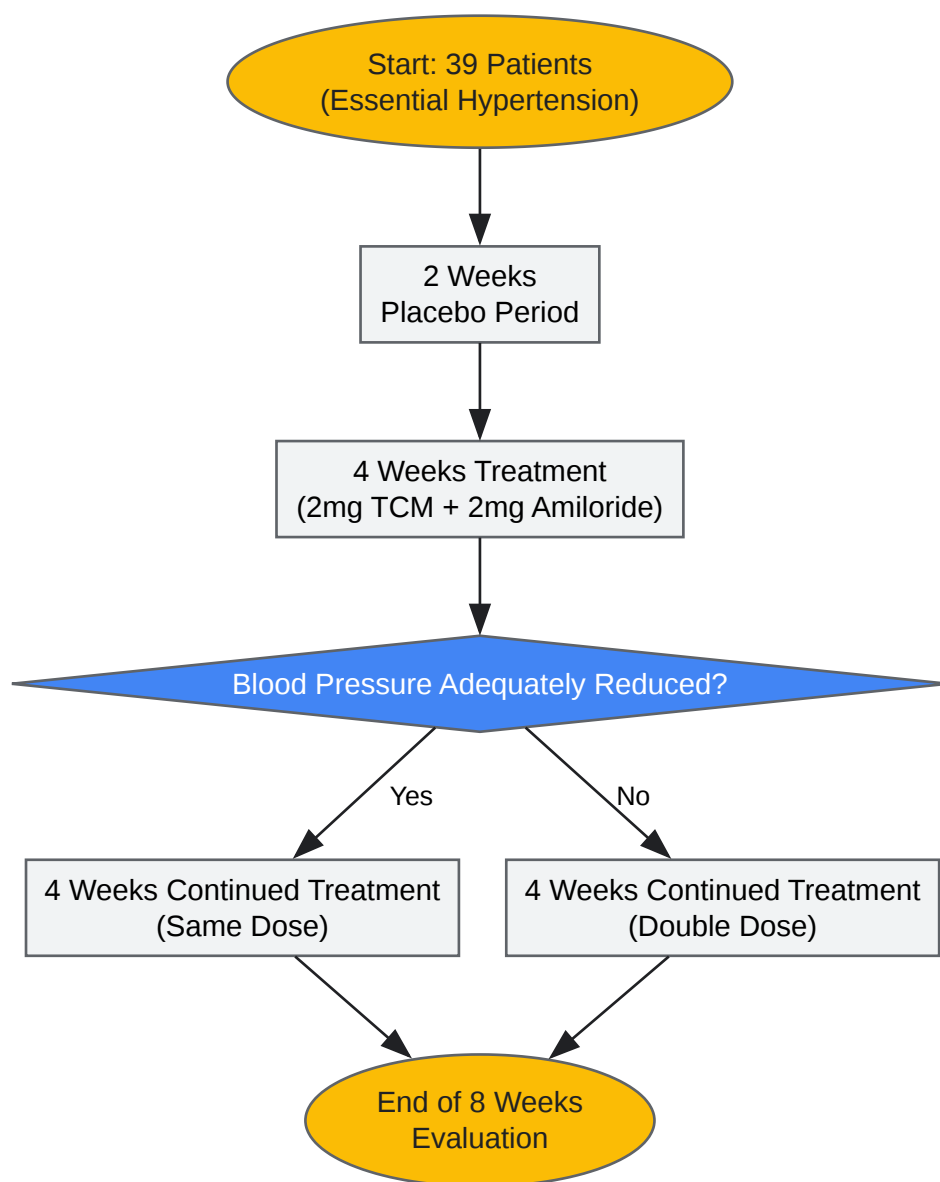 Start: 39 Patients
(Essential Hypertension)
2 Weeks
Placebo Period
4 Weeks Treatment
(2mg TCM + 2mg Amiloride)
Blood Pressure Adequately Reduced?
Yes
No
4 Weeks Continued Treatment
(Same Dose)
4 Weeks Continued Treatment
(Double Dose)
End of 8 Weeks
Evaluation